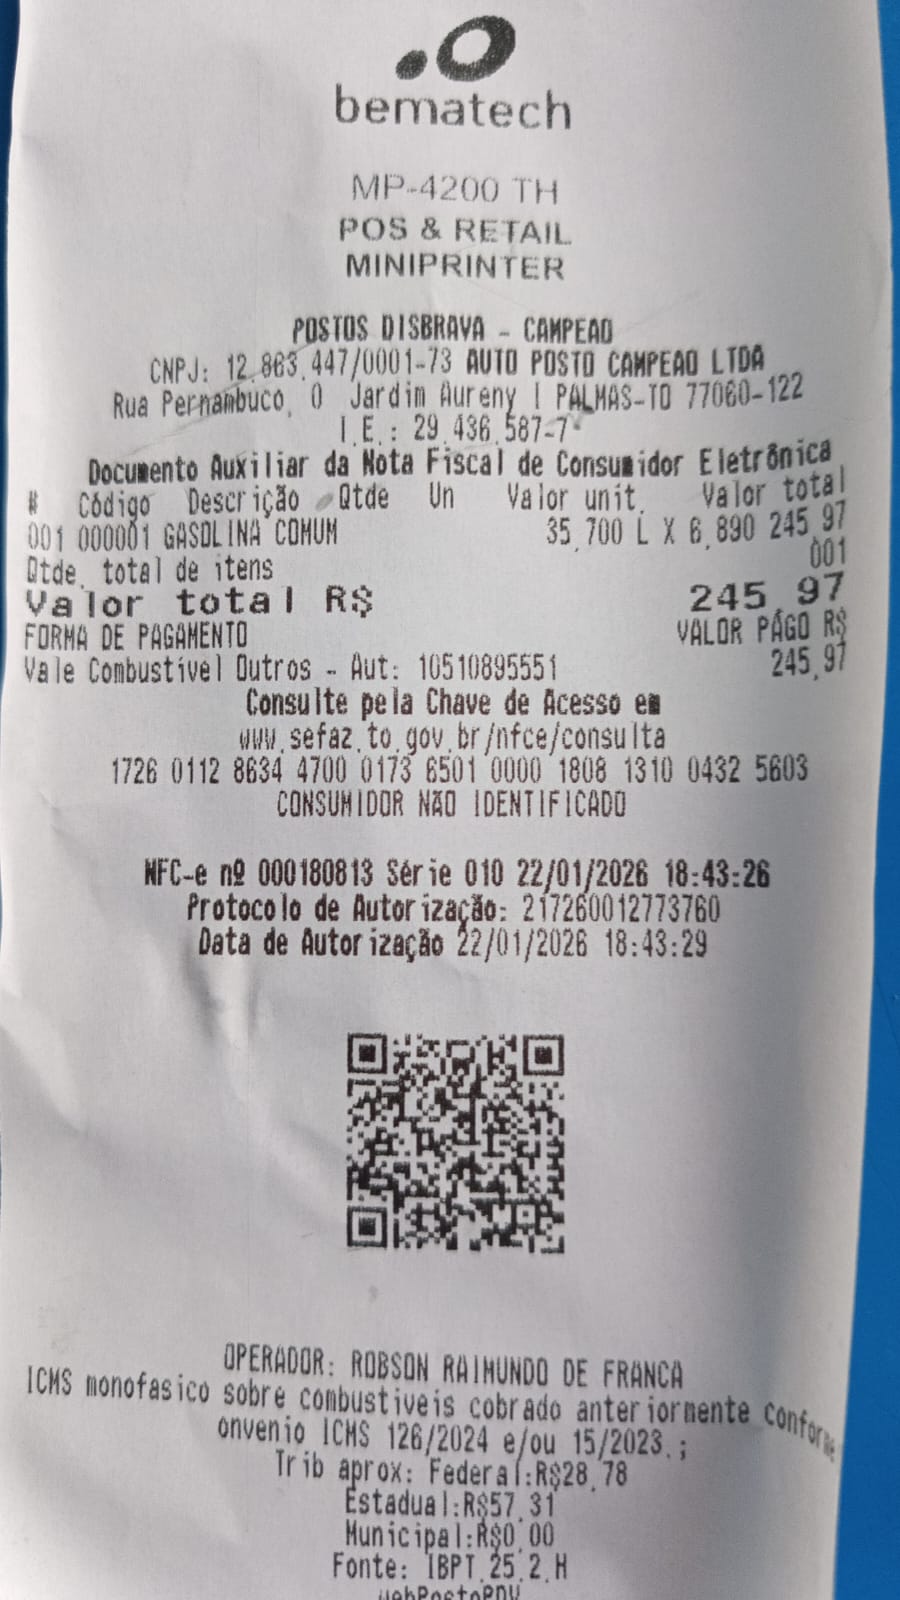 bematech
MP-4200 TH
POS & RETAIL
MINIPRINTER
POSTOS DISBRAVA - CAMPEAO
CNPJ: 12.863.447/0001-73 AUTO POSTO CAMPEAO LTDA
Rua Pernambuco, 0 Jardim Aureny I PALMAS-TO 77060-122
I.E.: 29.436.587-7
Documento Auxiliar da Nota Fiscal de Consumidor Eletrônica
# Código Descrição Qtde Un Valor unit. Valor total
001 000001 GASOLINA COMUM 35,700 L X 6,890 245,97
Qtde. total de itens 001
Valor total R$ 245,97
FORMA DE PAGAMENTO VALOR PAGO R$
Vale Combustível Outros - Aut: 10510895551 245,97
Consulte pela Chave de Acesso em
www.sefaz.to.gov.br/nfce/consulta
1726 0112 8634 4700 0173 6501 0000 1808 1310 0432 5603
CONSUMIDOR NÃO IDENTIFICADO
NFC-e nº 000180813 Série 010 22/01/2026 18:43:26
Protocolo de Autorização: 217260012773760
Data de Autorização 22/01/2026 18:43:29
OPERADOR: ROBSON RAIMUNDO DE FRANCA
ICMS monofasico sobre combustiveis cobrado anteriormente conforme
onvenio ICMS 126/2024 e/ou 15/2023.;
Trib aprox: Federal:R$28,78
Estadual:R$57,31
Municipal:R$0,00
Fonte: IBPT.25.2.H
webPostoPDV